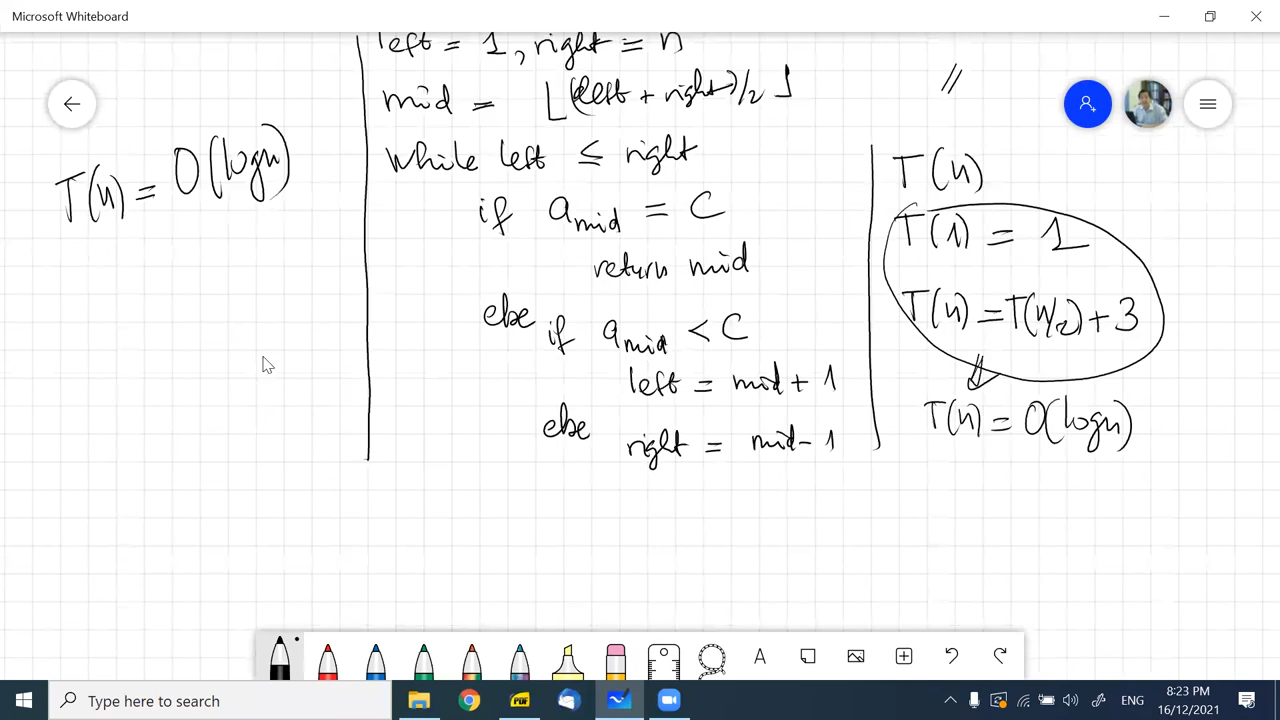 Microsoft Whiteboard
left = 1, right = n
mid = ⌊(left + right)/2⌋
while left ≤ right
if a_mid = C
return mid
else if a_mid < C
left = mid + 1
else right = mid - 1
T(n) = O(logn)
//
T(n)
T(1) = 1
T(n) = T(n/2) + 3
T(n) = O(logn)
A
Type here to search
PDF
ENG
8:23 PM
16/12/2021